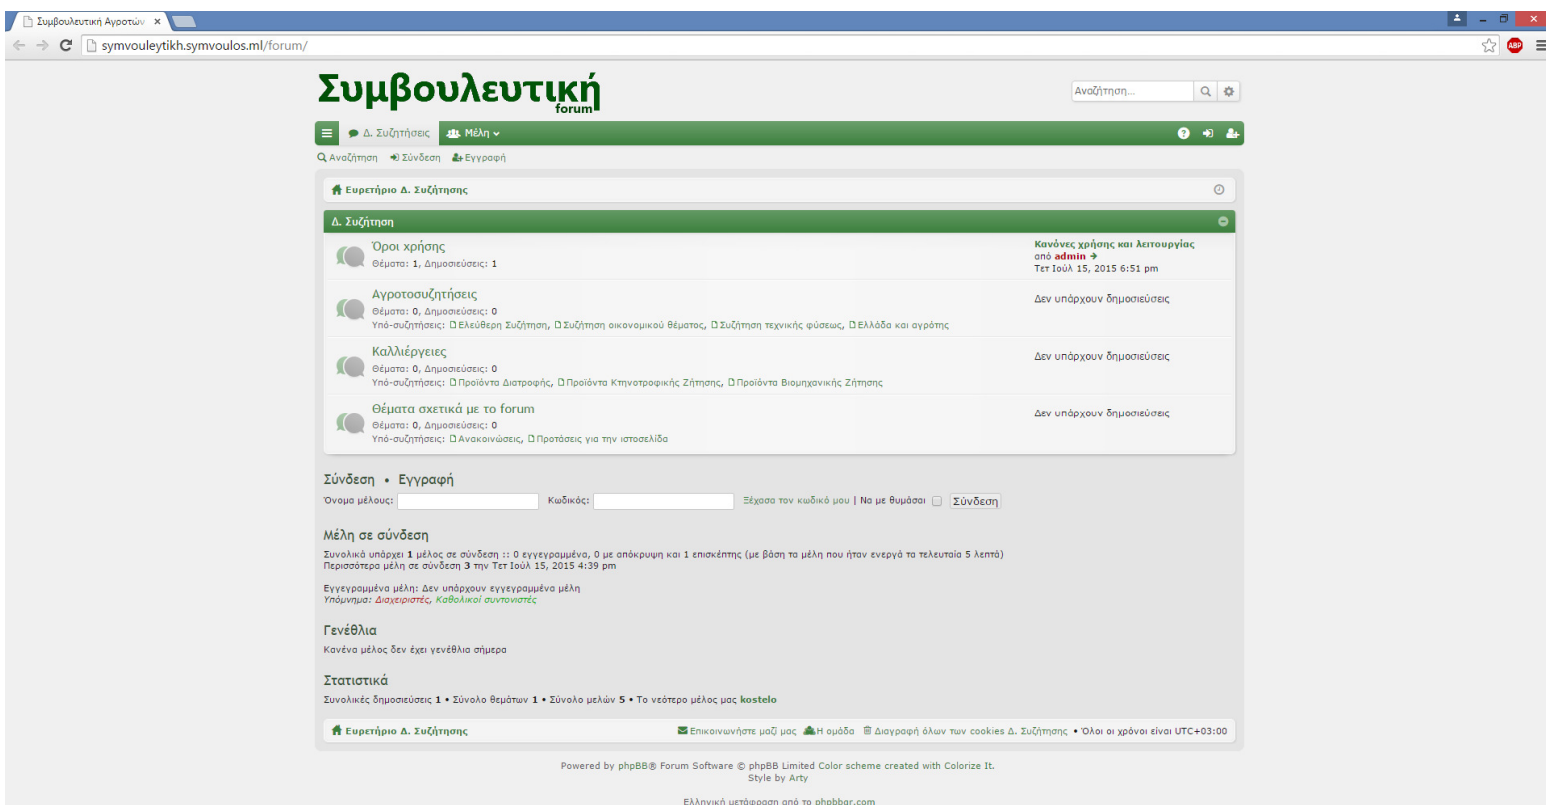 Συμβουλευτική Αγροτών
symvouleytikh.symvoulos.ml/forum/
ABP
Συμβουλευτική
forum
Αναζήτηση...
Δ. Συζητήσεις Μέλη
Αναζήτηση Σύνδεση Εγγραφή
Ευρετήριο Δ. Συζήτησης
Δ. Συζήτηση
Όροι χρήσης
Θέματα: 1, Δημοσιεύσεις: 1
Κανόνες χρήσης και λειτουργίας
από admin
Τετ Ιούλ 15, 2015 6:51 pm
Αγροτοσυζητήσεις
Θέματα: 0, Δημοσιεύσεις: 0
Υπό-συζητήσεις: Ελεύθερη Συζήτηση, Συζήτηση οικονομικού θέματος, Συζήτηση τεχνικής φύσεως, Ελλάδα και αγρότης
Δεν υπάρχουν δημοσιεύσεις
Καλλιέργειες
Θέματα: 0, Δημοσιεύσεις: 0
Υπό-συζητήσεις: Προϊόντα Διατροφής, Προϊόντα Κτηνοτροφικής Ζήτησης, Προϊόντα Βιομηχανικής Ζήτησης
Δεν υπάρχουν δημοσιεύσεις
Θέματα σχετικά με το forum
Θέματα: 0, Δημοσιεύσεις: 0
Υπό-συζητήσεις: Ανακοινώσεις, Προτάσεις για την ιστοσελίδα
Δεν υπάρχουν δημοσιεύσεις
Σύνδεση • Εγγραφή
Όνομα μέλους: Κωδικός: Ξέχασα τον κωδικό μου | Να με θυμάσαι Σύνδεση
Μέλη σε σύνδεση
Συνολικά υπάρχει 1 μέλος σε σύνδεση :: 0 εγγεγραμμένα, 0 με απόκρυψη και 1 επισκέπτης (με βάση τα μέλη που ήταν ενεργά τα τελευταία 5 λεπτά)
Περισσότερα μέλη σε σύνδεση 3 την Τετ Ιούλ 15, 2015 4:39 pm
Εγγεγραμμένα μέλη: Δεν υπάρχουν εγγεγραμμένα μέλη
Υπόμνημα: Διαχειριστές, Καθολικοί συντονιστές
Γενέθλια
Κανένα μέλος δεν έχει γενέθλια σήμερα
Στατιστικά
Συνολικές δημοσιεύσεις 1 • Σύνολο θεμάτων 1 • Σύνολο μελών 5 • Το νεότερο μέλος μας kostelo
Ευρετήριο Δ. Συζήτησης Επικοινωνήστε μαζί μας Η ομάδα Διαγραφή όλων των cookies Δ. Συζήτησης • Όλοι οι χρόνοι είναι UTC+03:00
Powered by phpBB® Forum Software © phpBB Limited Color scheme created with Colorize It.
Style by Arty
Ελληνική μετάφραση από το phpbbgr.com